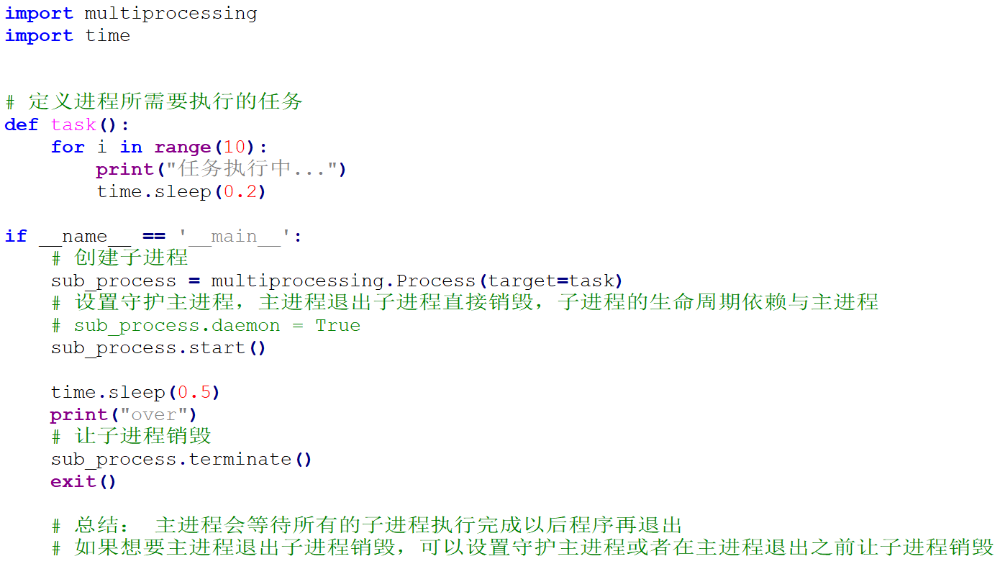 import multiprocessing
import time
# 定义进程所需要执行的任务
def task():
    for i in range(10):
        print("任务执行中...")
        time.sleep(0.2)
if __name__ == '__main__':
    # 创建子进程
    sub_process = multiprocessing.Process(target=task)
    # 设置守护主进程，主进程退出子进程直接销毁，子进程的生命周期依赖与主进程
    # sub_process.daemon = True
    sub_process.start()
    time.sleep(0.5)
    print("over")
    # 让子进程销毁
    sub_process.terminate()
    exit()
    # 总结： 主进程会等待所有的子进程执行完成以后程序再退出
    # 如果想要主进程退出子进程销毁，可以设置守护主进程或者在主进程退出之前让子进程销毁